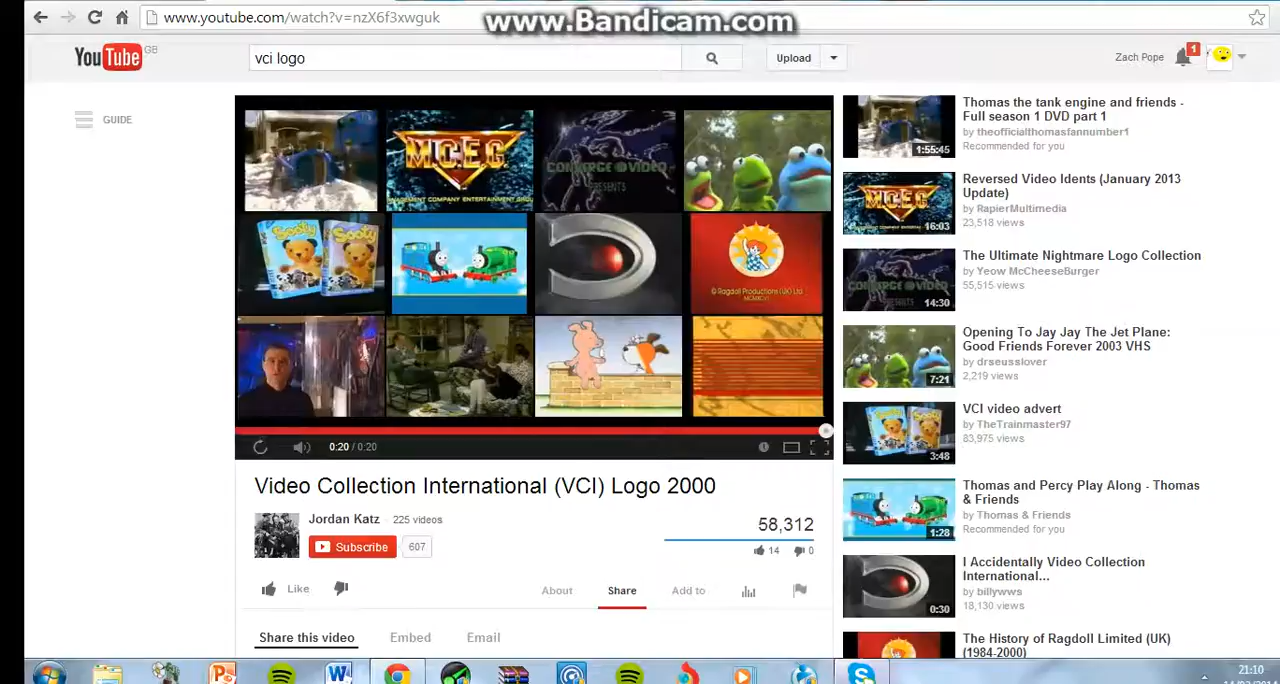 www.youtube.com/watch?v=nzX6f3xwguk
www.Bandicam.com
YouTube GB
vci logo
Upload
Zach Pope
1
GUIDE
M.C.E.G.
MANAGEMENT COMPANY ENTERTAINMENT GROU
CONVERGE VIDEO
PRESENTS
Sooty
Sooty
© Ragdoll Productions (UK) Ltd
MCMXCVI
0:20 / 0:20
Video Collection International (VCI) Logo 2000
Jordan Katz 225 videos
Subscribe 607
58,312
14 0
Like
About Share Add to
Share this video Embed Email
Thomas the tank engine and friends -
Full season 1 DVD part 1
by theofficialthomasfannumber1
Recommended for you
1:55:45
Reversed Video Idents (January 2013
Update)
by RapierMultimedia
23,518 views
16:03
The Ultimate Nightmare Logo Collection
by Yeow McCheeseBurger
55,515 views
14:30
Opening To Jay Jay The Jet Plane:
Good Friends Forever 2003 VHS
by drseusslover
2,219 views
7:21
VCI video advert
by TheTrainmaster97
83,975 views
3:48
Thomas and Percy Play Along - Thomas
& Friends
by Thomas & Friends
Recommended for you
1:28
I Accidentally Video Collection
International...
by billywws
18,130 views
0:30
The History of Ragdoll Limited (UK)
(1984-2000)
21:10